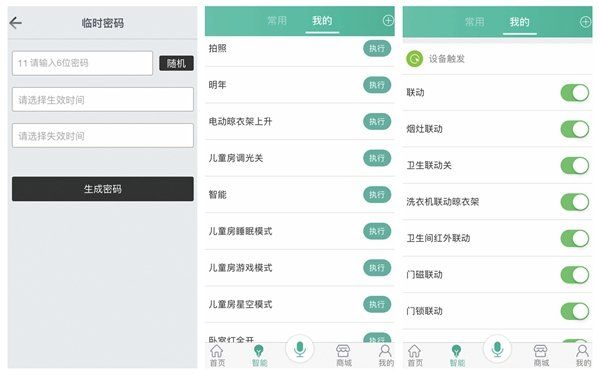 临时密码
11 请输入6位密码
随机
请选择生效时间
请选择失效时间
生成密码
常用 我的
拍照 执行
明年 执行
电动晾衣架上升 执行
儿童房调光关 执行
智能 执行
儿童房睡眠模式 执行
儿童房游戏模式 执行
儿童房星空模式 执行
卧室灯全开
首页 智能 商城 我的
常用 我的
设备触发
联动
烟灶联动
卫生联动关
洗衣机联动晾衣架
卫生间红外联动
门磁联动
门锁联动
首页 智能 商城 我的